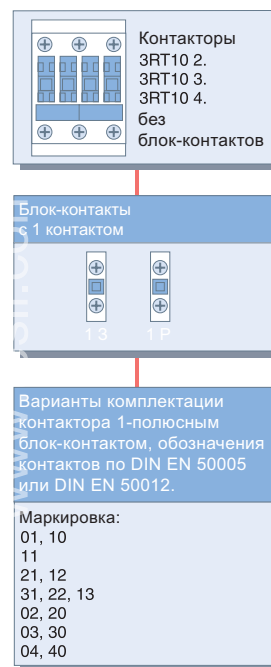 Контакторы
3RT10 2.
3RT10 3.
3RT10 4.
без
блок-контактов
Блок-контакты
с 1 контактом
1 З 1 Р
Варианты комплектации
контактора 1-полюсным
блок-контактом, обозначения
контактов по DIN EN 50005
или DIN EN 50012.
Маркировка:
01, 10
11
21, 12
31, 22, 13
02, 20
03, 30
04, 40